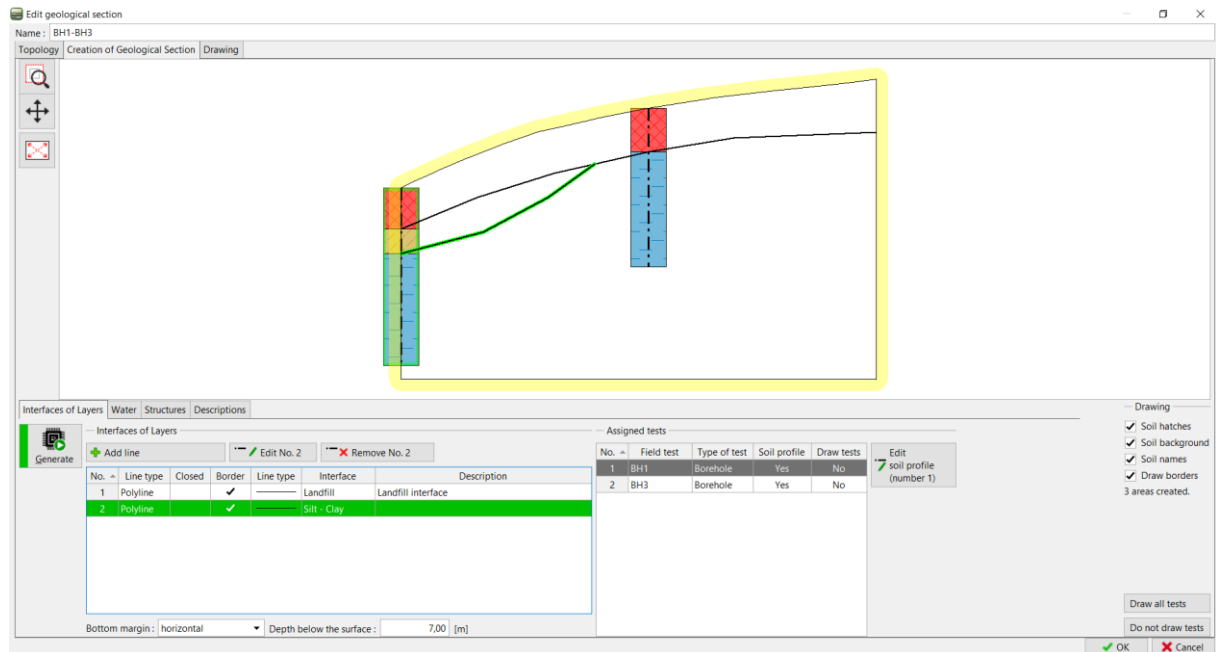 Edit geological section
Name : BH1-BH3
Topology Creation of Geological Section Drawing
Interfaces of Layers Water Structures Descriptions
Generate
Interfaces of Layers
Add line Edit No. 2 Remove No. 2
No. Line type Closed Border Line type Interface Description
1 Polyline Landfill Landfill interface
2 Polyline Silt - Clay
Bottom margin : horizontal Depth below the surface : 7,00 [m]
Assigned tests
No. Field test Type of test Soil profile Draw tests
1 BH1 Borehole Yes No
2 BH3 Borehole Yes No
Edit
soil profile
(number 1)
Drawing
Soil hatches
Soil background
Soil names
Draw borders
3 areas created.
Draw all tests
Do not draw tests
OK Cancel